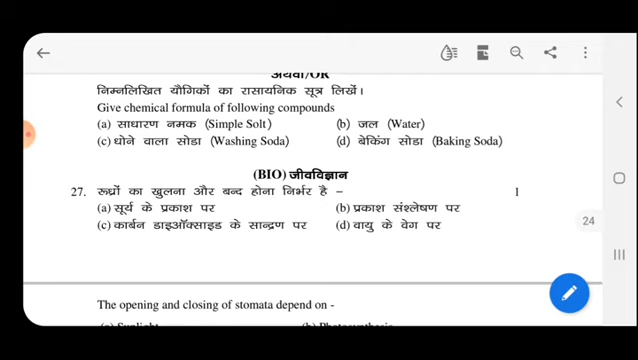 अथवा/OR
निम्नलिखित यौगिकों का रासायनिक सूत्र लिखें।
Give chemical formula of following compounds
(a) साधारण नमक (Simple Solt) (b) जल (Water)
(c) धोने वाला सोडा (Washing Soda) (d) बेकिंग सोडा (Baking Soda)
(BIO) जीवविज्ञान
27. रूध्रों का खुलना और बन्द होना निर्भर है – 1
(a) सूर्य के प्रकाश पर (b) प्रकाश संश्लेषण पर
(c) कार्बन डाइऑक्साइड के सान्द्रण पर (d) वायु के वेग पर
24
The opening and closing of stomata depend on -
(a) Sunlight (b) Photosynthesis